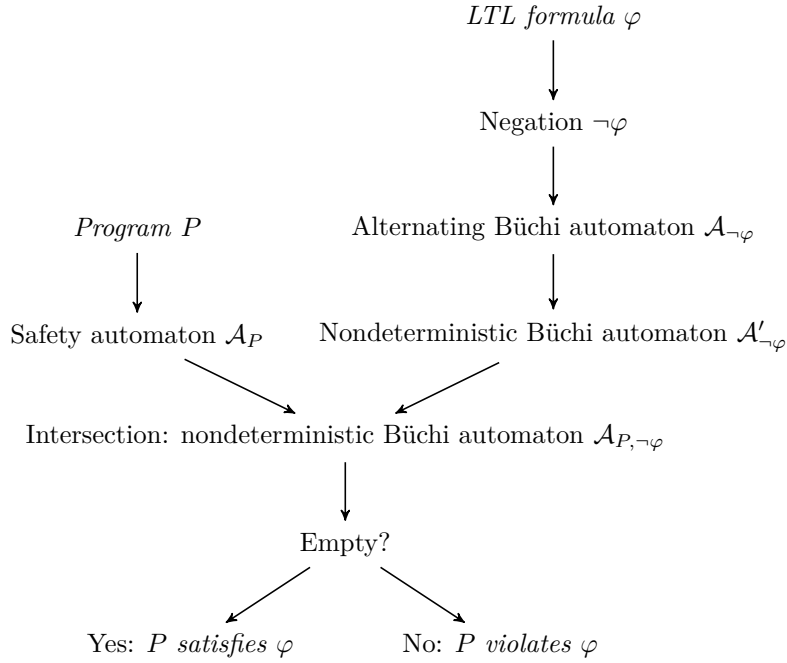 LTL formula φ
Negation ¬φ
Program P
Alternating Büchi automaton 𝒜¬φ
Safety automaton 𝒜P
Nondeterministic Büchi automaton 𝒜′¬φ
Intersection: nondeterministic Büchi automaton 𝒜P,¬φ
Empty?
Yes: P satisfies φ
No: P violates φ